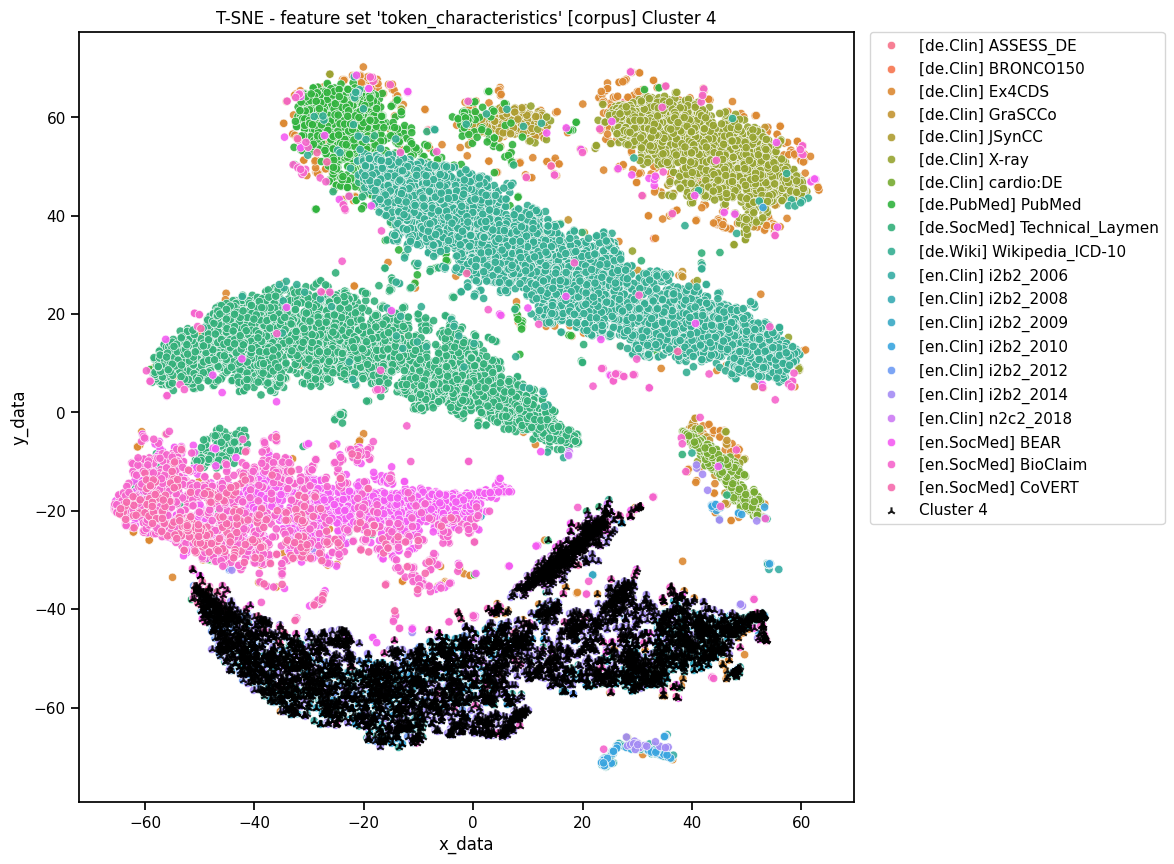 T-SNE - feature set 'token_characteristics' [corpus] Cluster 4
y_data
60
40
20
0
−20
−40
−60
−60
−40
−20
0
20
40
60
x_data
[de.Clin] ASSESS_DE
[de.Clin] BRONCO150
[de.Clin] Ex4CDS
[de.Clin] GraSCCo
[de.Clin] JSynCC
[de.Clin] X-ray
[de.Clin] cardio:DE
[de.PubMed] PubMed
[de.SocMed] Technical_Laymen
[de.Wiki] Wikipedia_ICD-10
[en.Clin] i2b2_2006
[en.Clin] i2b2_2008
[en.Clin] i2b2_2009
[en.Clin] i2b2_2010
[en.Clin] i2b2_2012
[en.Clin] i2b2_2014
[en.Clin] n2c2_2018
[en.SocMed] BEAR
[en.SocMed] BioClaim
[en.SocMed] CoVERT
Cluster 4